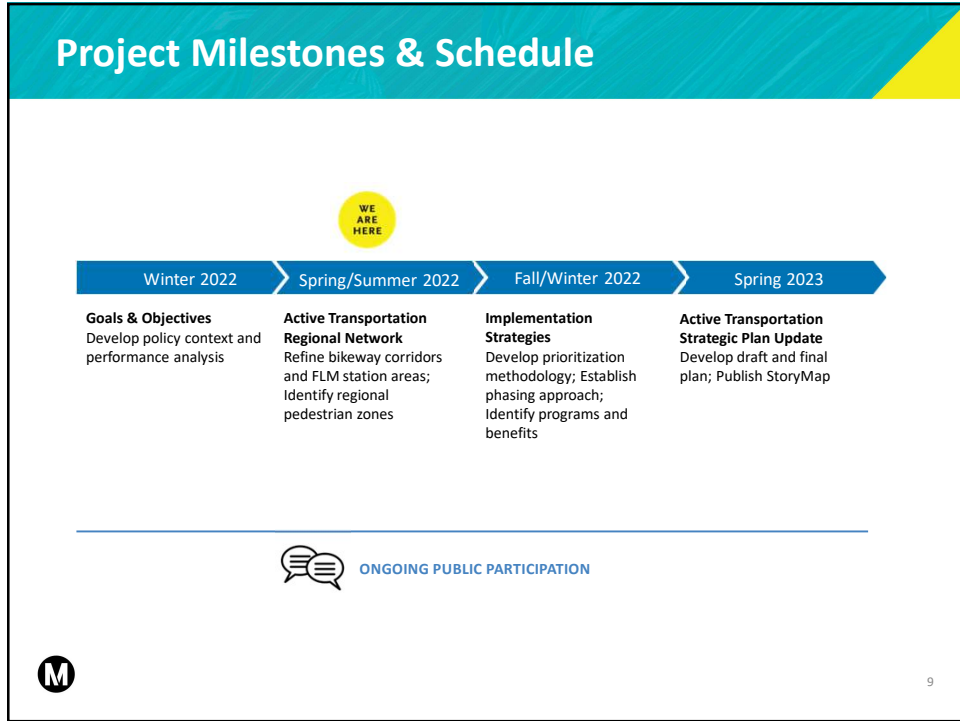 Project Milestones & Schedule
WE
ARE
HERE
Winter 2022
Spring/Summer 2022
Fall/Winter 2022
Spring 2023
Goals & Objectives
Develop policy context and
performance analysis
Active Transportation
Regional Network
Refine bikeway corridors
and FLM station areas;
Identify regional
pedestrian zones
Implementation
Strategies
Develop prioritization
methodology; Establish
phasing approach;
Identify programs and
benefits
Active Transportation
Strategic Plan Update
Develop draft and final
plan; Publish StoryMap
ONGOING PUBLIC PARTICIPATION
M
9